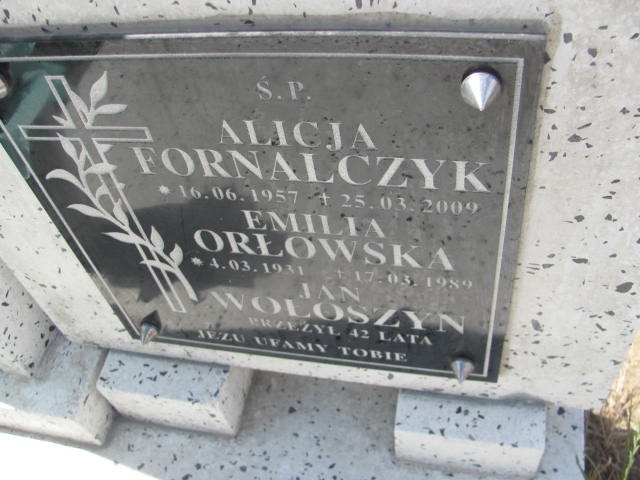 Ś.P.
ALICJA
FORNALCZYK
* 16.06.1957 + 25.03.2009
EMILIA
ORŁOWSKA
* 4.03.1931 + 17.03.1989
JAN
WOŁOSZYN
PRZEŻYŁ 42 LATA
JEZU UFAMY TOBIE